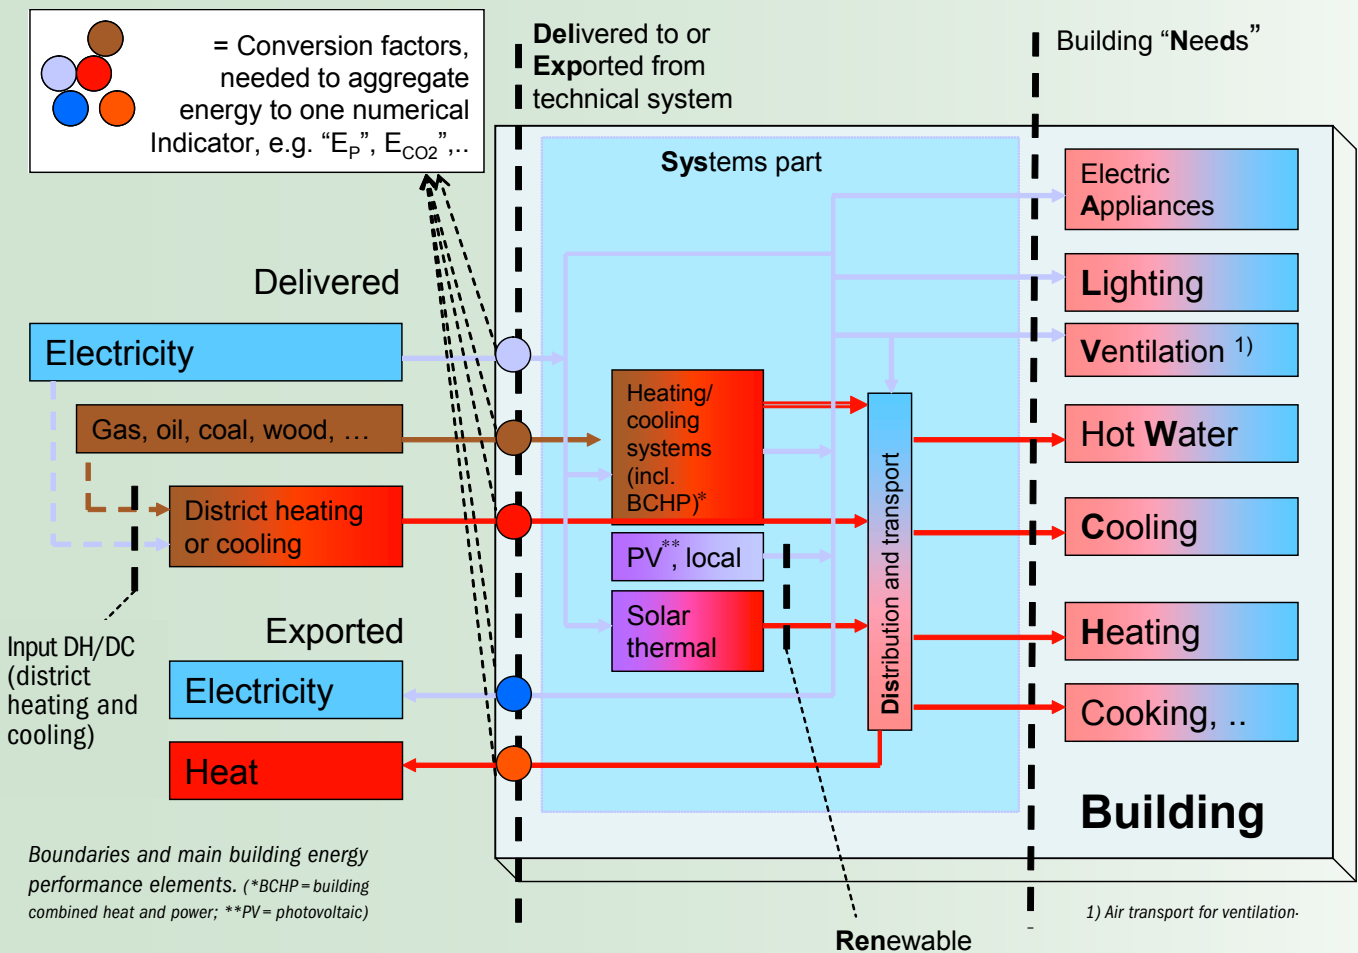 = Conversion factors,
needed to aggregate
energy to one numerical
Indicator, e.g. “EP”, ECO2”,..
Delivered to or
Exported from
technical system
Building “Needs”
Systems part
Electric
Appliances
Lighting
Ventilation 1)
Hot Water
Cooling
Heating
Cooking, ..
Building
Delivered
Electricity
Gas, oil, coal, wood, ...
District heating
or cooling
Input DH/DC
(district
heating and
cooling)
Exported
Electricity
Heat
Heating/
cooling
systems
(incl.
BCHP)*
PV**, local
Solar
thermal
Distribution and transport
Boundaries and main building energy
performance elements. (*BCHP = building
combined heat and power; **PV = photovoltaic)
Renewable
1) Air transport for ventilation.